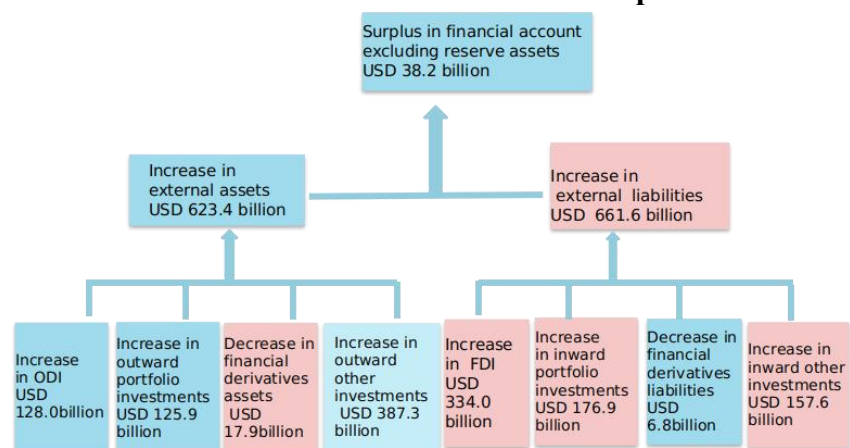 Surplus in financial account
excluding reserve assets
USD 38.2 billion
Increase in
external assets
USD 623.4 billion
Increase in
external liabilities
USD 661.6 billion
Increase
in ODI
USD
128.0billion
Increase in
outward
portfolio
investments
USD 125.9
billion
Decrease in
financial
derivatives
assets
USD
17.9billion
Increase in
outward
other
investments
USD 387.3
billion
Increase
in FDI
USD
334.0
billion
Increase
in inward
portfolio
investments
USD 176.9
billion
Decrease in
financial
derivatives
liabilities
USD
6.8billion
Increase in
inward other
investments
USD 157.6
billion